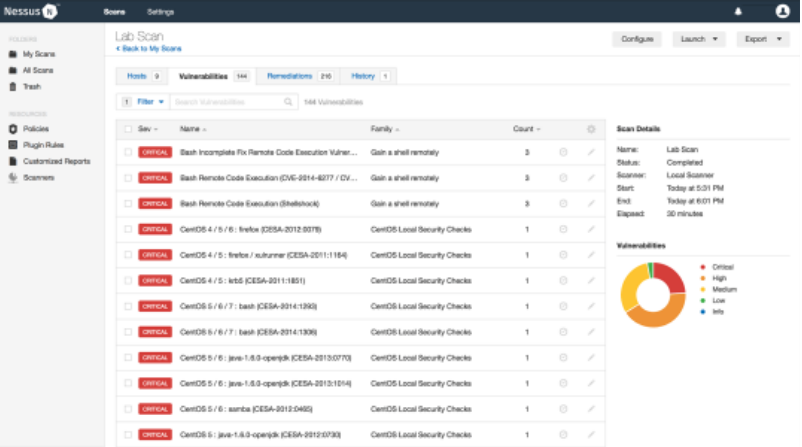 Nessus N
Scans
Settings
FOLDERS
My Scans
All Scans
Trash
RESOURCES
Policies
Plugin Rules
Customized Reports
Scanners
Lab Scan
< Back to My Scans
Configure
Launch
Export
Hosts 9
Vulnerabilities 144
Remediations 210
History 1
1 Filter
Search Vulnerabilities
144 Vulnerabilities
Sev Name Family Count
CRITICAL Bash Incomplete Fix Remote Code Execution Vulner... Gain a shell remotely 3
CRITICAL Bash Remote Code Execution (CVE-2014-6277 / CV... Gain a shell remotely 3
CRITICAL Bash Remote Code Execution (Shellshock) Gain a shell remotely 3
CRITICAL CentOS 4 / 5 / 6 : firefox (CESA-2012:0079) CentOS Local Security Checks 1
CRITICAL CentOS 4 / 5 : firefox / xulrunner (CESA-2011:1164) CentOS Local Security Checks 1
CRITICAL CentOS 4 / 5 : krb5 (CESA-2011:1851) CentOS Local Security Checks 1
CRITICAL CentOS 5 / 6 / 7 : bash (CESA-2014:1293) CentOS Local Security Checks 1
CRITICAL CentOS 5 / 6 / 7 : bash (CESA-2014:1306) CentOS Local Security Checks 1
CRITICAL CentOS 5 / 6 : java-1.6.0-openjdk (CESA-2013:0770) CentOS Local Security Checks 1
CRITICAL CentOS 5 / 6 : java-1.6.0-openjdk (CESA-2013:1014) CentOS Local Security Checks 1
CRITICAL CentOS 5 / 6 : samba (CESA-2012:0465) CentOS Local Security Checks 1
CRITICAL CentOS 5 : java-1.6.0-openjdk (CESA-2012:0730) CentOS Local Security Checks 1
Scan Details
Name: Lab Scan
Status: Completed
Scanner: Local Scanner
Start: Today at 5:31 PM
End: Today at 6:01 PM
Elapsed: 30 minutes
Vulnerabilities
Critical
High
Medium
Low
Info